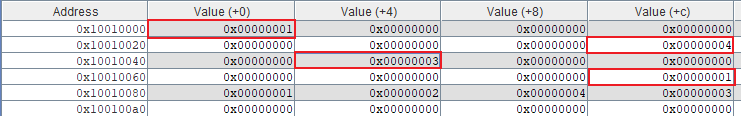 Address Value (+0) Value (+4) Value (+8) Value (+c)
0x10010000 0x00000001 0x00000000 0x00000000 0x00000000
0x10010020 0x00000000 0x00000000 0x00000000 0x00000004
0x10010040 0x00000000 0x00000003 0x00000000 0x00000000
0x10010060 0x00000000 0x00000000 0x00000000 0x00000001
0x10010080 0x00000001 0x00000002 0x00000004 0x00000003
0x100100a0 0x00000000 0x00000000 0x00000000 0x00000000